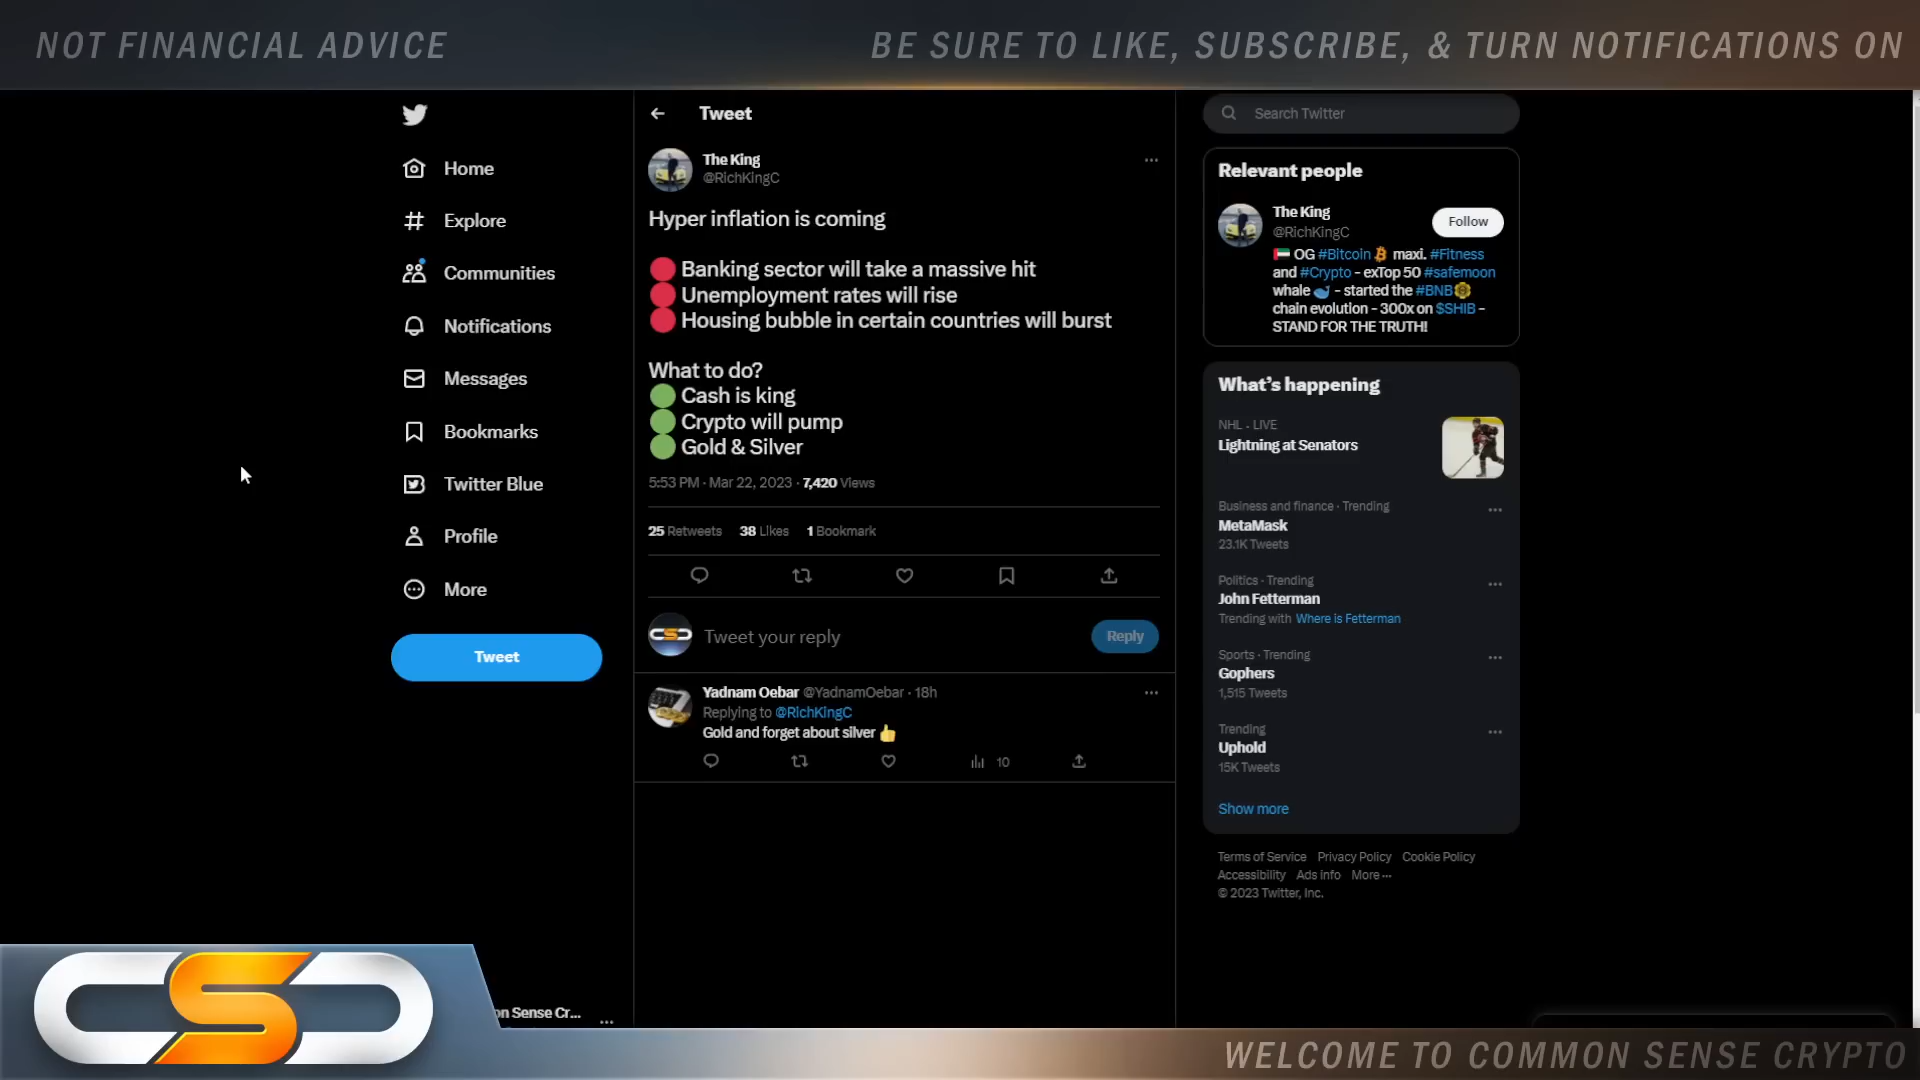 NOT FINANCIAL ADVICE
BE SURE TO LIKE, SUBSCRIBE, & TURN NOTIFICATIONS ON
Home
Explore
Communities
Notifications
Messages
Bookmarks
Twitter Blue
Profile
More
Tweet
on Sense Cr...
Tweet
The King
@RichKingC
Hyper inflation is coming
Banking sector will take a massive hit
Unemployment rates will rise
Housing bubble in certain countries will burst
What to do?
Cash is king
Crypto will pump
Gold & Silver
5:53 PM · Mar 22, 2023 · 7,420 Views
25 Retweets 38 Likes 1 Bookmark
Tweet your reply
Reply
Yadnam Oebar @YadnamOebar · 18h
Replying to @RichKingC
Gold and forget about silver 👍
10
Search Twitter
Relevant people
The King
@RichKingC
Follow
OG #Bitcoin maxi. #Fitness
and #Crypto - exTop 50 #safemoon
whale 🐳 - started the #BNB
chain evolution - 300x on $SHIB -
STAND FOR THE TRUTH!
What's happening
NHL · LIVE
Lightning at Senators
Business and finance · Trending
MetaMask
23.1K Tweets
Politics · Trending
John Fetterman
Trending with Where is Fetterman
Sports · Trending
Gophers
1,515 Tweets
Trending
Uphold
15K Tweets
Show more
Terms of Service Privacy Policy Cookie Policy
Accessibility Ads info More ...
© 2023 Twitter, Inc.
CSC
WELCOME TO COMMON SENSE CRYPTO